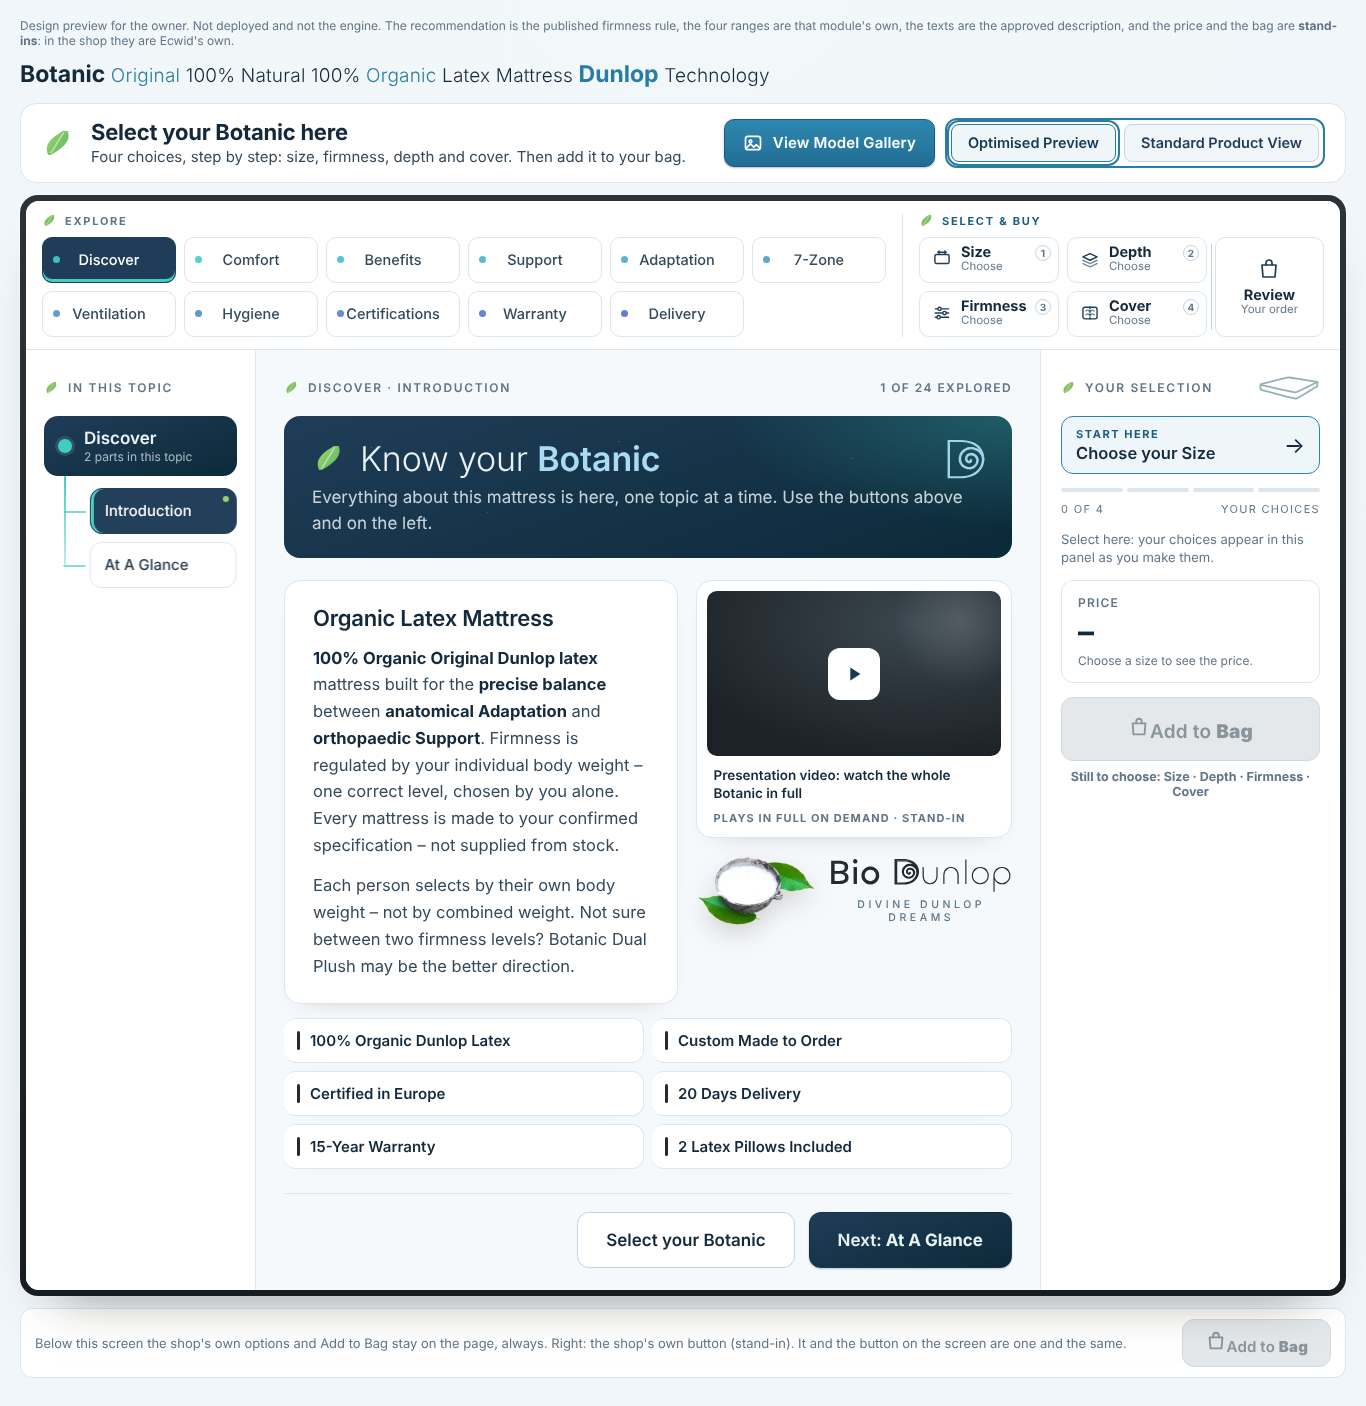 Design preview for the owner. Not deployed and not the engine. The recommendation is the published firmness rule, the four ranges are that module's own, the texts are the approved description, and the price and the bag are stand-
ins: in the shop they are Ecwid's own.
Botanic Original 100% Natural 100% Organic Latex Mattress Dunlop Technology
Select your Botanic here
Four choices, step by step: size, firmness, depth and cover. Then add it to your bag.
View Model Gallery
Optimised Preview
Standard Product View
EXPLORE
Discover
Comfort
Benefits
Support
Adaptation
7-Zone
Ventilation
Hygiene
Certifications
Warranty
Delivery
SELECT & BUY
Size
Choose
1
Depth
Choose
2
Firmness
Choose
3
Cover
Choose
4
Review
Your order
IN THIS TOPIC
Discover
2 parts in this topic
Introduction
At A Glance
DISCOVER · INTRODUCTION
1 OF 24 EXPLORED
Know your Botanic
Everything about this mattress is here, one topic at a time. Use the buttons above
and on the left.
Organic Latex Mattress
100% Organic Original Dunlop latex
mattress built for the precise balance
between anatomical Adaptation and
orthopaedic Support. Firmness is
regulated by your individual body weight –
one correct level, chosen by you alone.
Every mattress is made to your confirmed
specification – not supplied from stock.
Each person selects by their own body
weight – not by combined weight. Not sure
between two firmness levels? Botanic Dual
Plush may be the better direction.
Presentation video: watch the whole
Botanic in full
PLAYS IN FULL ON DEMAND · STAND-IN
Bio Dunlop
DIVINE DUNLOP
DREAMS
100% Organic Dunlop Latex
Custom Made to Order
Certified in Europe
20 Days Delivery
15-Year Warranty
2 Latex Pillows Included
Select your Botanic
Next: At A Glance
YOUR SELECTION
START HERE
Choose your Size
0 OF 4
YOUR CHOICES
Select here: your choices appear in this
panel as you make them.
PRICE
–
Choose a size to see the price.
Add to Bag
Still to choose: Size · Depth · Firmness ·
Cover
Below this screen the shop's own options and Add to Bag stay on the page, always. Right: the shop's own button (stand-in). It and the button on the screen are one and the same.
Add to Bag